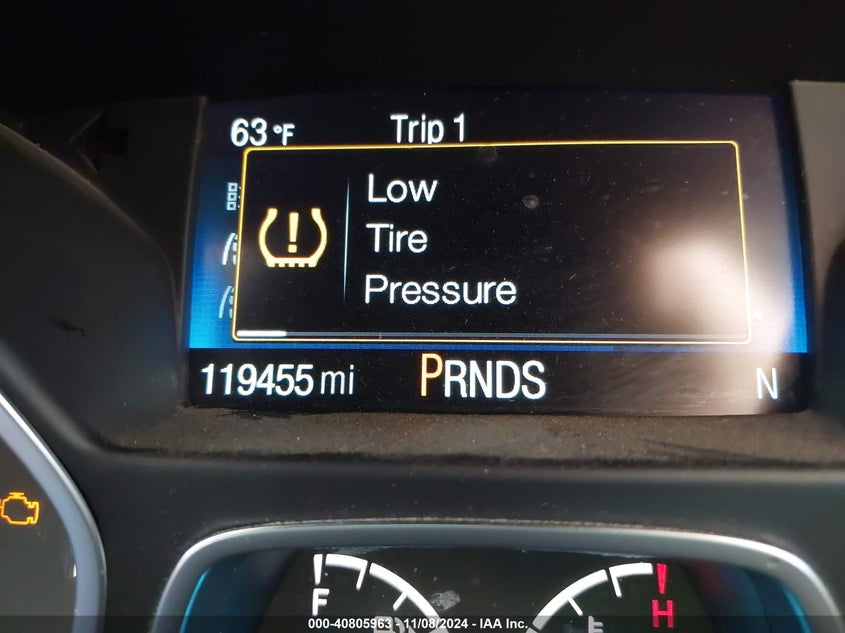 63 °F Trip 1
Low
Tire
Pressure
119455 mi PRNDS N
F H
000-40805963 - 11/08/2024 - IAA Inc.